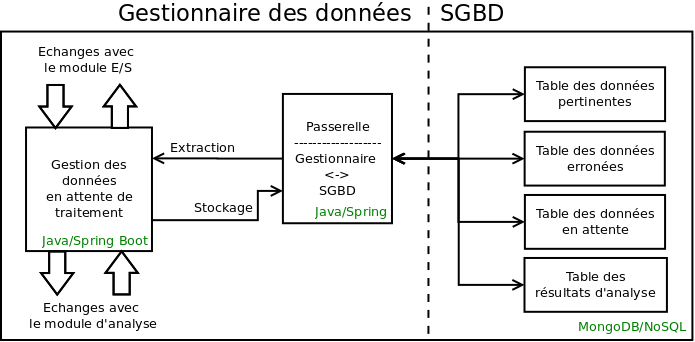 Gestionnaire des données
SGBD
Echanges avec
le module E/S
Gestion des
données
en attente de
traitement
Java/Spring Boot
Echanges avec
le module d'analyse
Extraction
Stockage
Passerelle
-------------------
Gestionnaire
<->
SGBD
Java/Spring
Table des données
pertinentes
Table des données
erronées
Table des données
en attente
Table des
résultats d'analyse
MongoDB/NoSQL